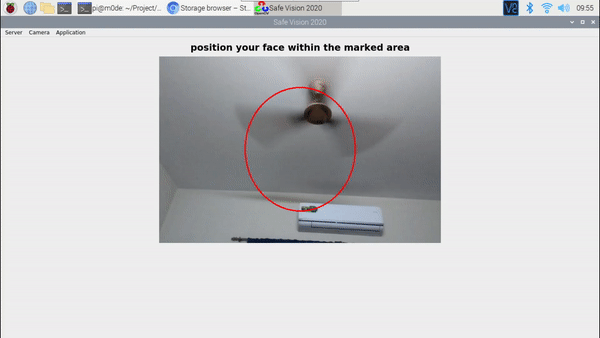 pi@m0de: ~/Project/...
Storage browser – St...
Safe Vision 2020
09:55
Safe Vision 2020
Server Camera Application
position your face within the marked area